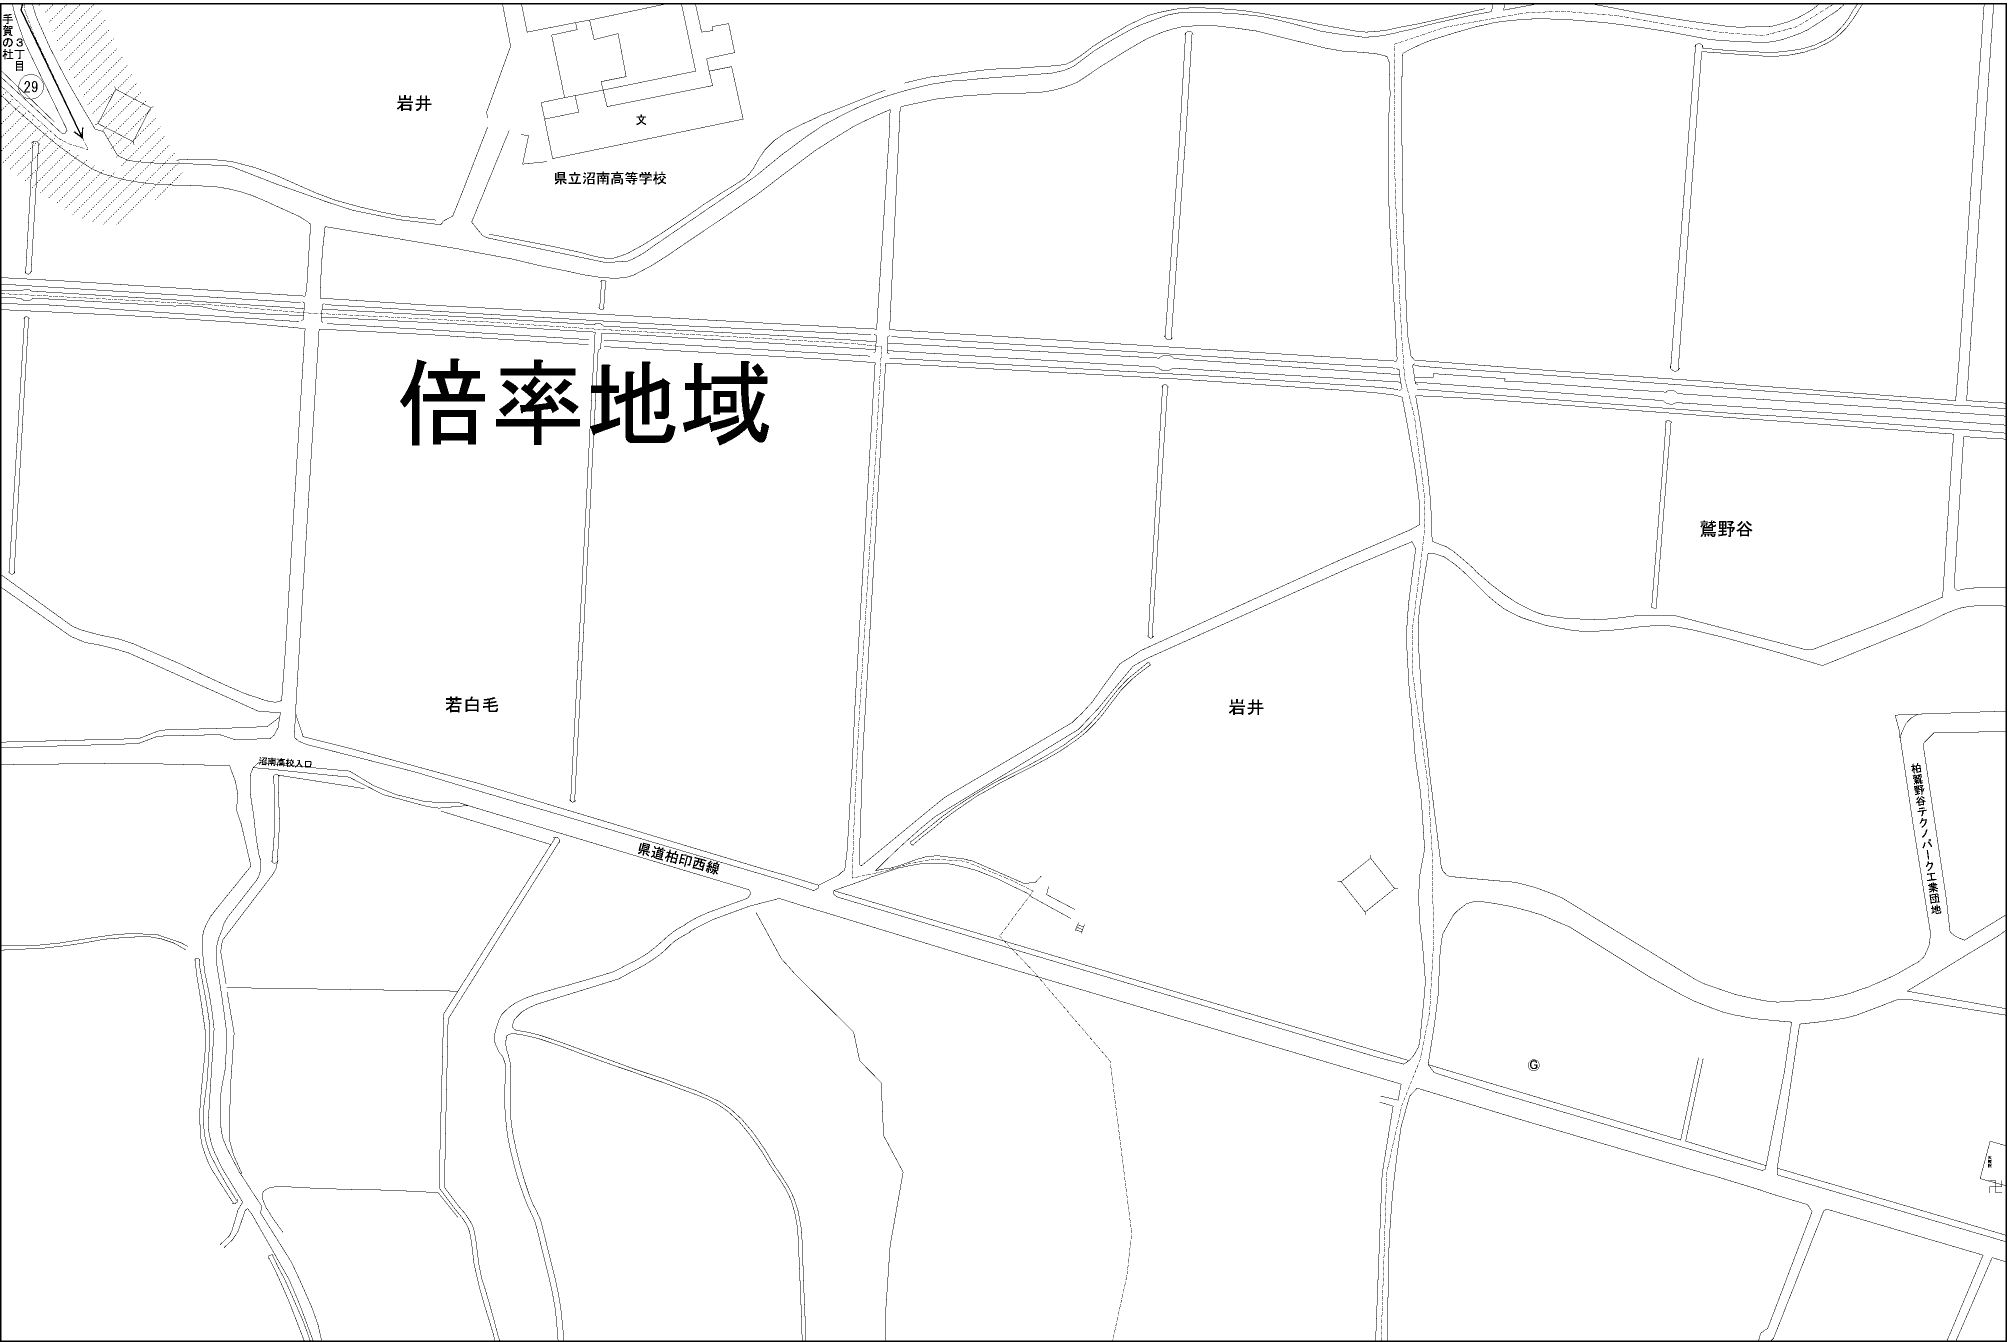 手賀の杜
3丁目
29
岩井
文
県立沼南高等学校
倍率地域
鷲野谷
若白毛
岩井
沼南高校入口
県道柏印西線
柏鷲野谷テクノパーク工業団地
G